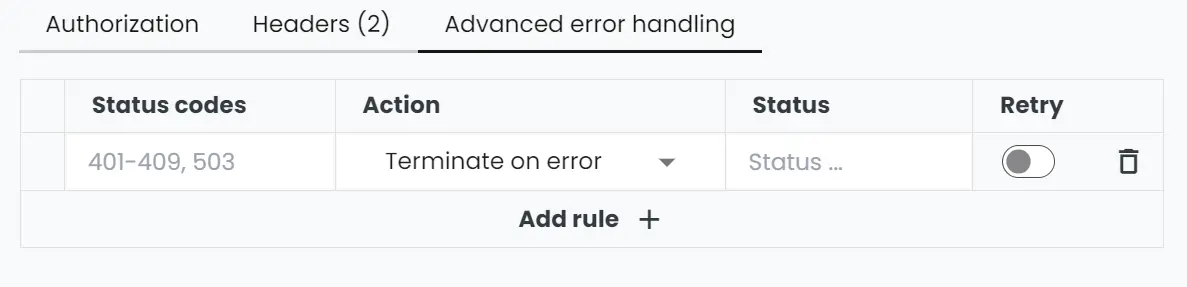 Authorization Headers (2) Advanced error handling
Status codes Action Status Retry
401-409, 503 Terminate on error Status ...
Add rule +